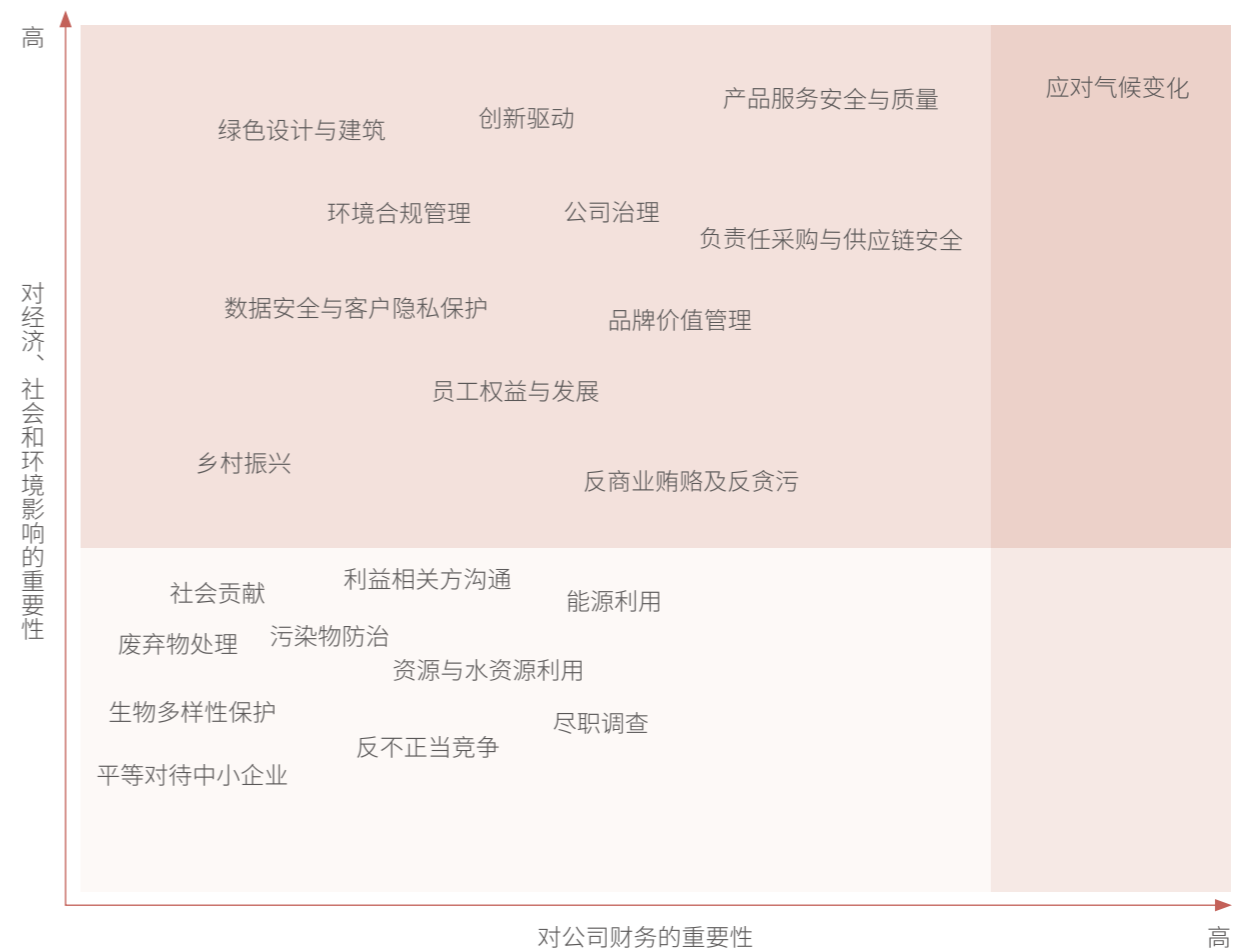 高
对经济、社会和环境影响的重要性
应对气候变化
产品服务安全与质量
创新驱动
绿色设计与建筑
环境合规管理
公司治理
负责任采购与供应链安全
数据安全与客户隐私保护
品牌价值管理
员工权益与发展
乡村振兴
反商业贿赂及反贪污
利益相关方沟通
社会贡献
能源利用
污染物防治
废弃物处理
资源与水资源利用
生物多样性保护
尽职调查
反不正当竞争
平等对待中小企业
对公司财务的重要性
高